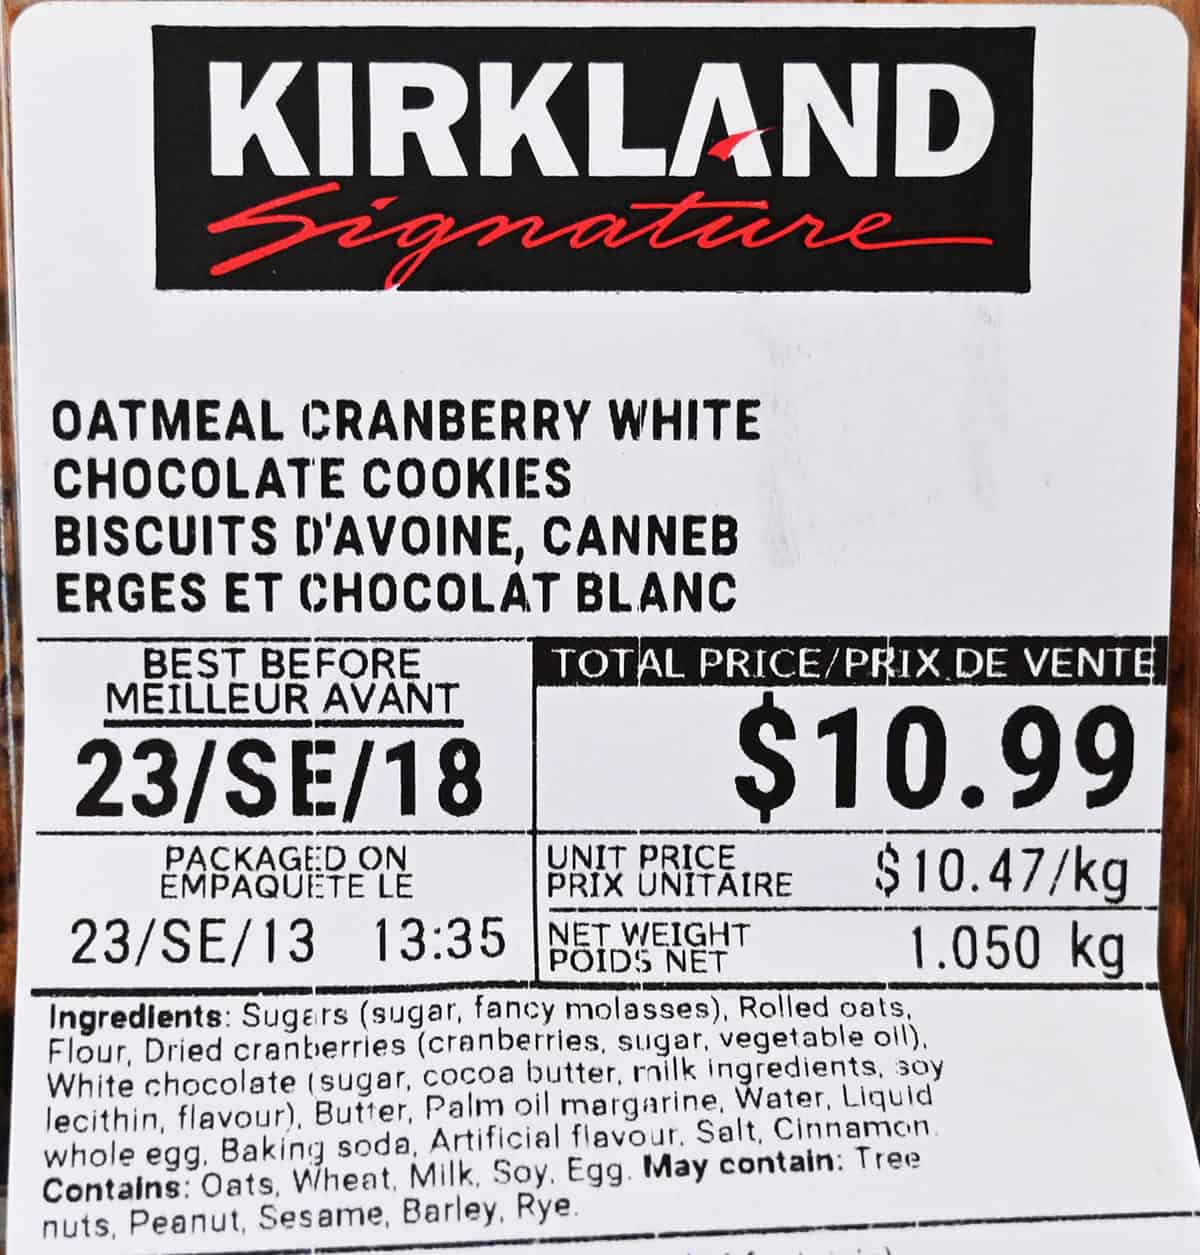 KIRKLAND
Signature
OATMEAL CRANBERRY WHITE
CHOCOLATE COOKIES
BISCUITS D'AVOINE, CANNEB
ERGES ET CHOCOLAT BLANC
BEST BEFORE
MEILLEUR AVANT
23/SE/18
TOTAL PRICE/PRIX DE VENTE
$10.99
PACKAGED ON
EMPAQUETE LE
23/SE/13 13:35
UNIT PRICE
PRIX UNITAIRE
$10.47/kg
NET WEIGHT
POIDS NET
1.050 kg
Ingredients: Sugars (sugar, fancy molasses), Rolled oats,
Flour, Dried cranberries (cranberries, sugar, vegetable oil),
White chocolate (sugar, cocoa butter, milk ingredients, soy
lecithin, flavour), Butter, Palm oil margarine, Water, Liquid
whole egg, Baking soda, Artificial flavour, Salt, Cinnamon.
Contains: Oats, Wheat, Milk, Soy, Egg. May contain: Tree
nuts, Peanut, Sesame, Barley, Rye.